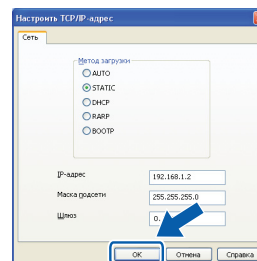 Настроить TCP/IP-адрес
Сеть
Метод загрузки
AUTO
STATIC
DHCP
RARP
BOOTP
IP-адрес 192.168.1.2
Маска подсети 255.255.255.0
Шлюз 0.
OK Отмена Справка